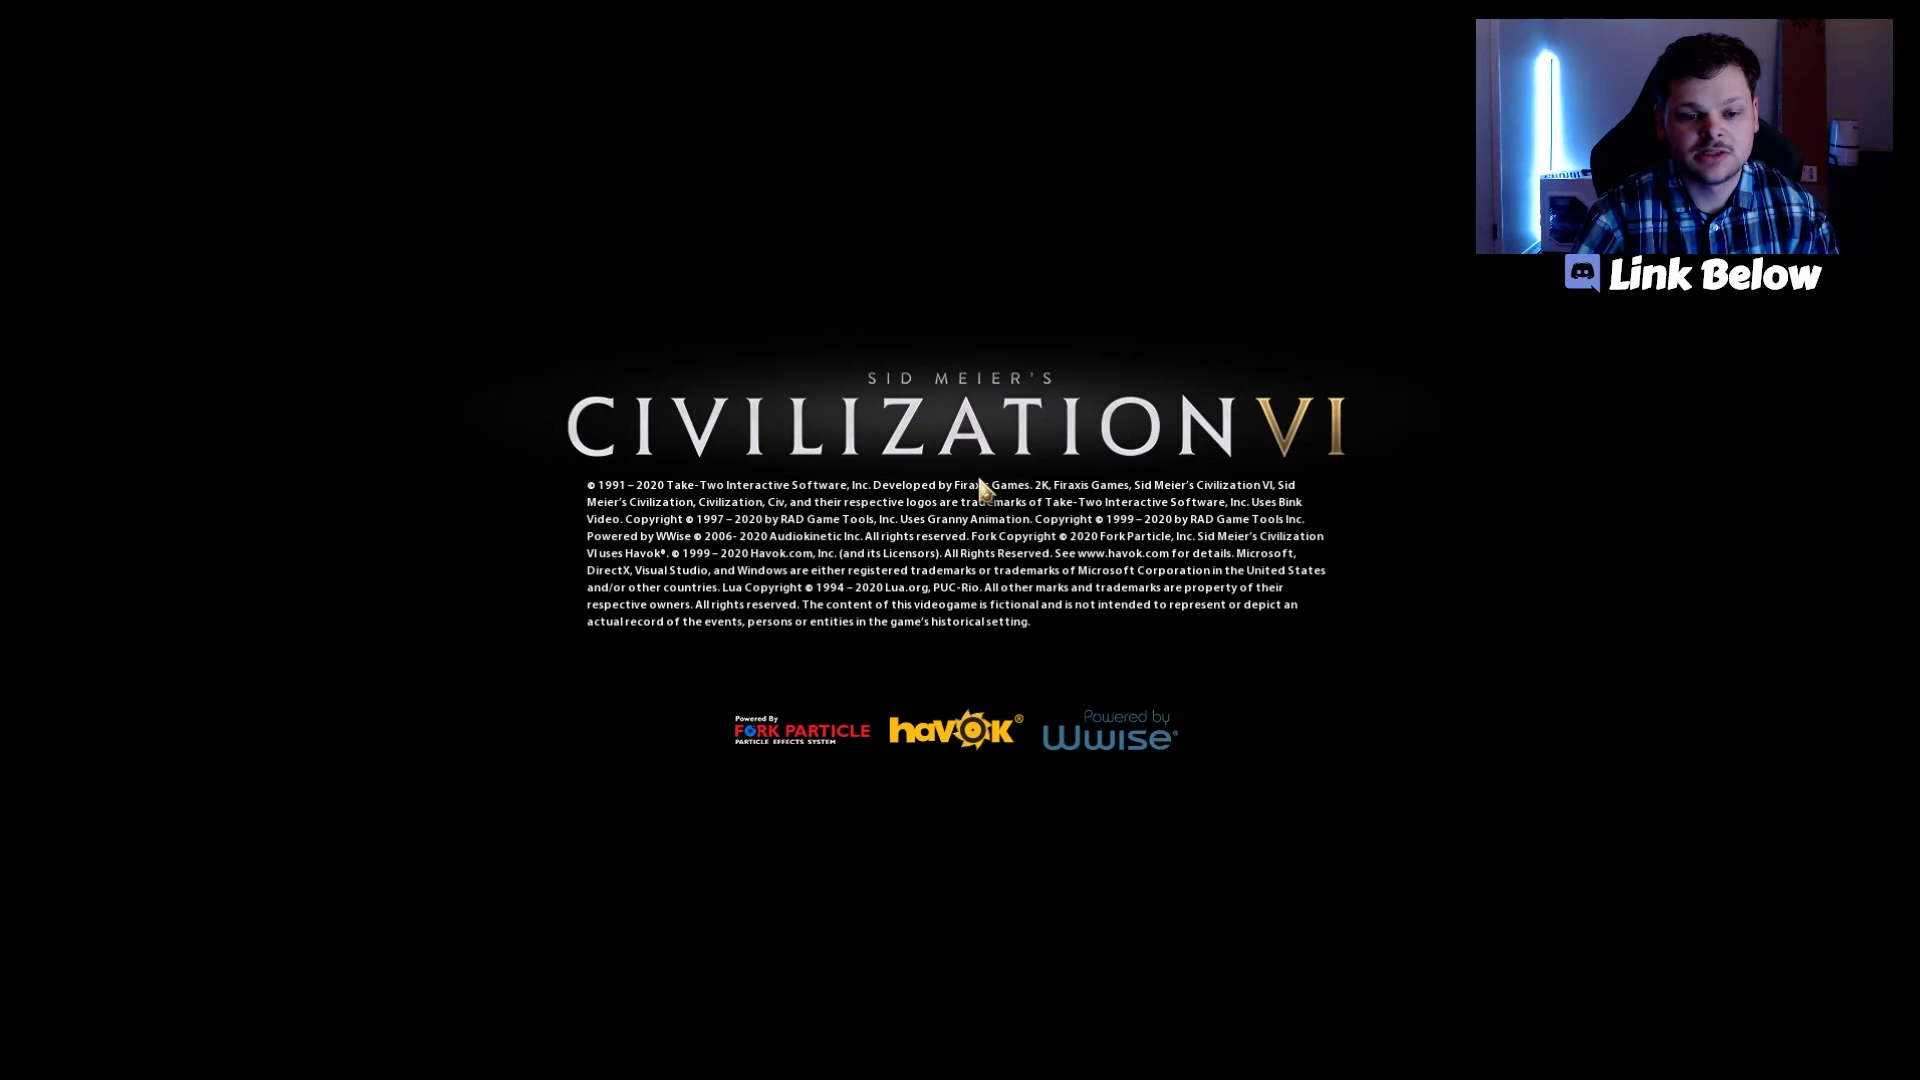 Link Below
SID MEIER'S
CIVILIZATION VI
© 1991 – 2020 Take-Two Interactive Software, Inc. Developed by Firaxis Games. 2K, Firaxis Games, Sid Meier's Civilization VI, Sid
Meier's Civilization, Civilization, Civ, and their respective logos are trademarks of Take-Two Interactive Software, Inc. Uses Bink
Video. Copyright © 1997 – 2020 by RAD Game Tools, Inc. Uses Granny Animation. Copyright © 1999 – 2020 by RAD Game Tools Inc.
Powered by WWise © 2006- 2020 Audiokinetic Inc. All rights reserved. Fork Copyright © 2020 Fork Particle, Inc. Sid Meier's Civilization
VI uses Havok®. © 1999 – 2020 Havok.com, Inc. (and its Licensors). All Rights Reserved. See www.havok.com for details. Microsoft,
DirectX, Visual Studio, and Windows are either registered trademarks or trademarks of Microsoft Corporation in the United States
and/or other countries. Lua Copyright © 1994 – 2020 Lua.org, PUC-Rio. All other marks and trademarks are property of their
respective owners. All rights reserved. The content of this videogame is fictional and is not intended to represent or depict an
actual record of the events, persons or entities in the game's historical setting.
Powered By
FORK PARTICLE
PARTICLE EFFECTS SYSTEM
havok®
Powered by
Wwise®